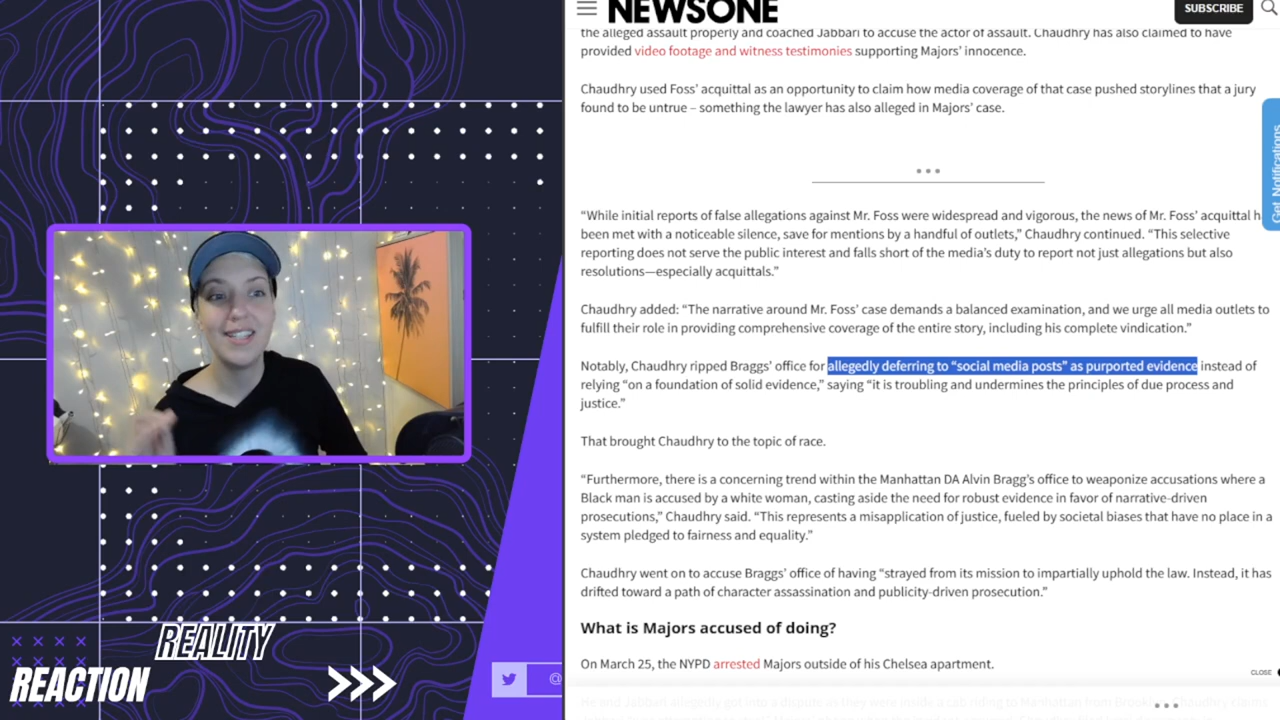 NEWSONE
SUBSCRIBE
the alleged assault properly and coached Jabbari to accuse the actor of assault. Chaudhry has also claimed to have
provided video footage and witness testimonies supporting Majors’ innocence.
Chaudhry used Foss’ acquittal as an opportunity to claim how media coverage of that case pushed storylines that a jury
found to be untrue – something the lawyer has also alleged in Majors’ case.
Get Notifications
“While initial reports of false allegations against Mr. Foss were widespread and vigorous, the news of Mr. Foss’ acquittal
been met with a noticeable silence, save for mentions by a handful of outlets,” Chaudhry continued. “This selective
reporting does not serve the public interest and falls short of the media’s duty to report not just allegations but also
resolutions—especially acquittals.”
Chaudhry added: “The narrative around Mr. Foss’ case demands a balanced examination, and we urge all media outlets to
fulfill their role in providing comprehensive coverage of the entire story, including his complete vindication.”
Notably, Chaudhry ripped Braggs’ office for allegedly deferring to “social media posts” as purported evidence instead of
relying “on a foundation of solid evidence,” saying “it is troubling and undermines the principles of due process and
justice.”
That brought Chaudhry to the topic of race.
“Furthermore, there is a concerning trend within the Manhattan DA Alvin Bragg’s office to weaponize accusations where a
Black man is accused by a white woman, casting aside the need for robust evidence in favor of narrative-driven
prosecutions,” Chaudhry said. “This represents a misapplication of justice, fueled by societal biases that have no place in a
system pledged to fairness and equality.”
Chaudhry went on to accuse Braggs’ office of having “strayed from its mission to impartially uphold the law. Instead, it has
drifted toward a path of character assassination and publicity-driven prosecution.”
What is Majors accused of doing?
On March 25, the NYPD arrested Majors outside of his Chelsea apartment.
CLOSE
REALITY
REACTION
@